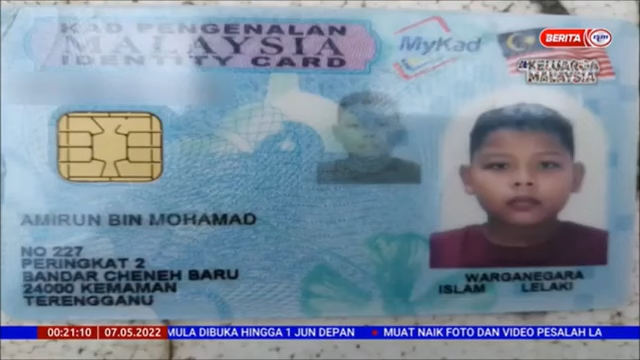 KAD PENGENALAN
MALAYSIA
IDENTITY CARD
MyKad
BERITA
KELUARGA
MALAYSIA
AMIRUN BIN MOHAMAD
NO 227
PERINGKAT 2
BANDAR CHENEH BARU
24000 KEMAMAN
TERENGGANU
WARGANEGARA
ISLAM LELAKI
00:21:10 07.05.2022 MULA DIBUKA HINGGA 1 JUN DEPAN • MUAT NAIK FOTO DAN VIDEO PESALAH LA